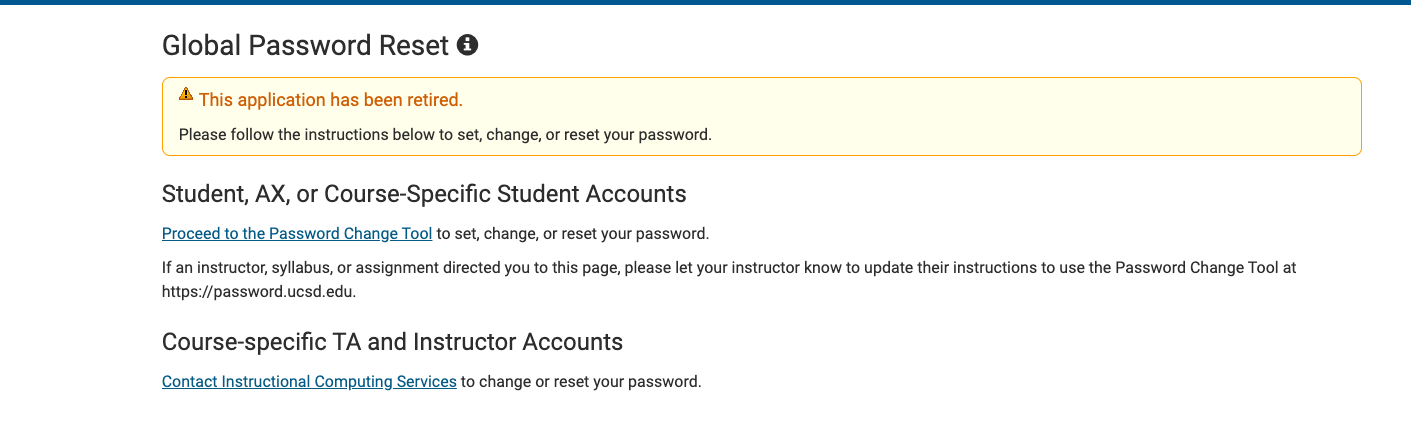 Global Password Reset
This application has been retired.
Please follow the instructions below to set, change, or reset your password.
Student, AX, or Course-Specific Student Accounts
Proceed to the Password Change Tool to set, change, or reset your password.
If an instructor, syllabus, or assignment directed you to this page, please let your instructor know to update their instructions to use the Password Change Tool at
https://password.ucsd.edu.
Course-specific TA and Instructor Accounts
Contact Instructional Computing Services to change or reset your password.